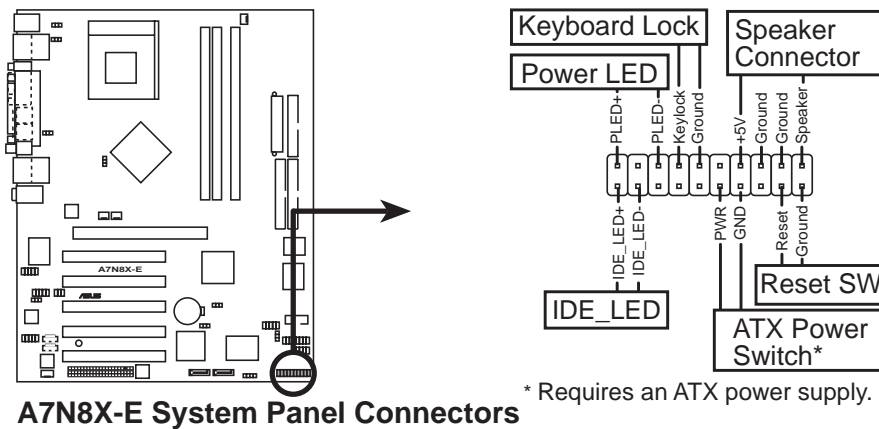 A7N8X-E
ASUS
Keyboard Lock
Speaker
Connector
Power LED
PLED+
PLED-
Keylock
Ground
+5V
Ground
Ground
Speaker
IDE_LED+
IDE_LED-
PWR
GND
Reset
Ground
IDE_LED
Reset SW
ATX Power
Switch*
* Requires an ATX power supply.
A7N8X-E System Panel Connectors